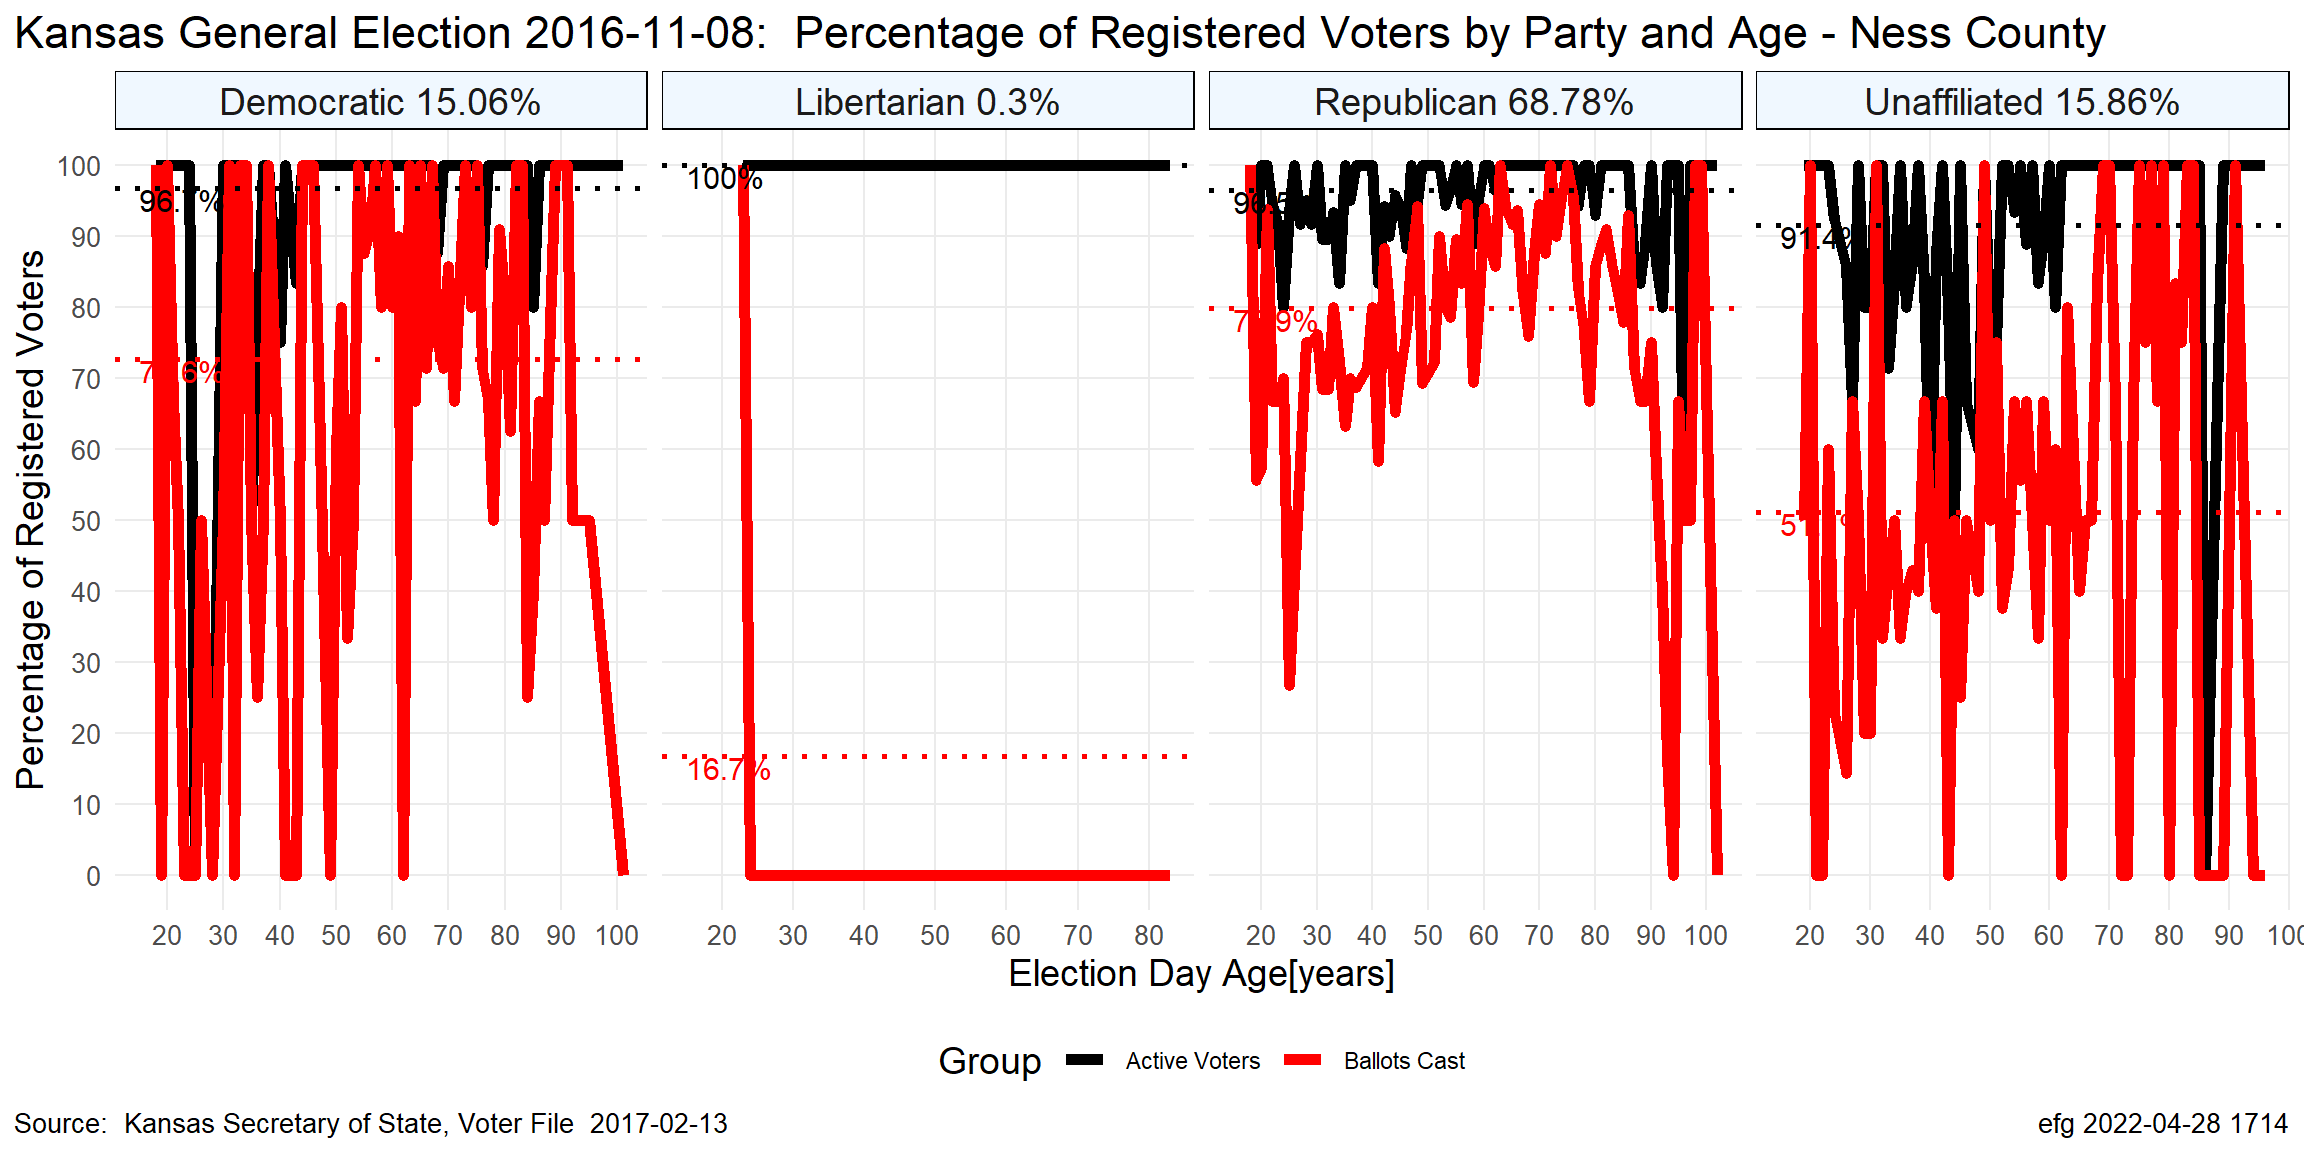 Kansas General Election 2016-11-08:  Percentage of Registered Voters by Party and Age - Ness County
Democratic 15.06%
Libertarian 0.3%
Republican 68.78%
Unaffiliated 15.86%
Percentage of Registered Voters
100
90
80
70
60
50
40
30
20
10
0
96.7%
100%
16.7%
91.4%
20 30 40 50 60 70 80 90 100
20 30 40 50 60 70 80
20 30 40 50 60 70 80 90 100
20 30 40 50 60 70 80 90 100
Election Day Age[years]
Group Active Voters Ballots Cast
Source:  Kansas Secretary of State, Voter File  2017-02-13
efg 2022-04-28 1714